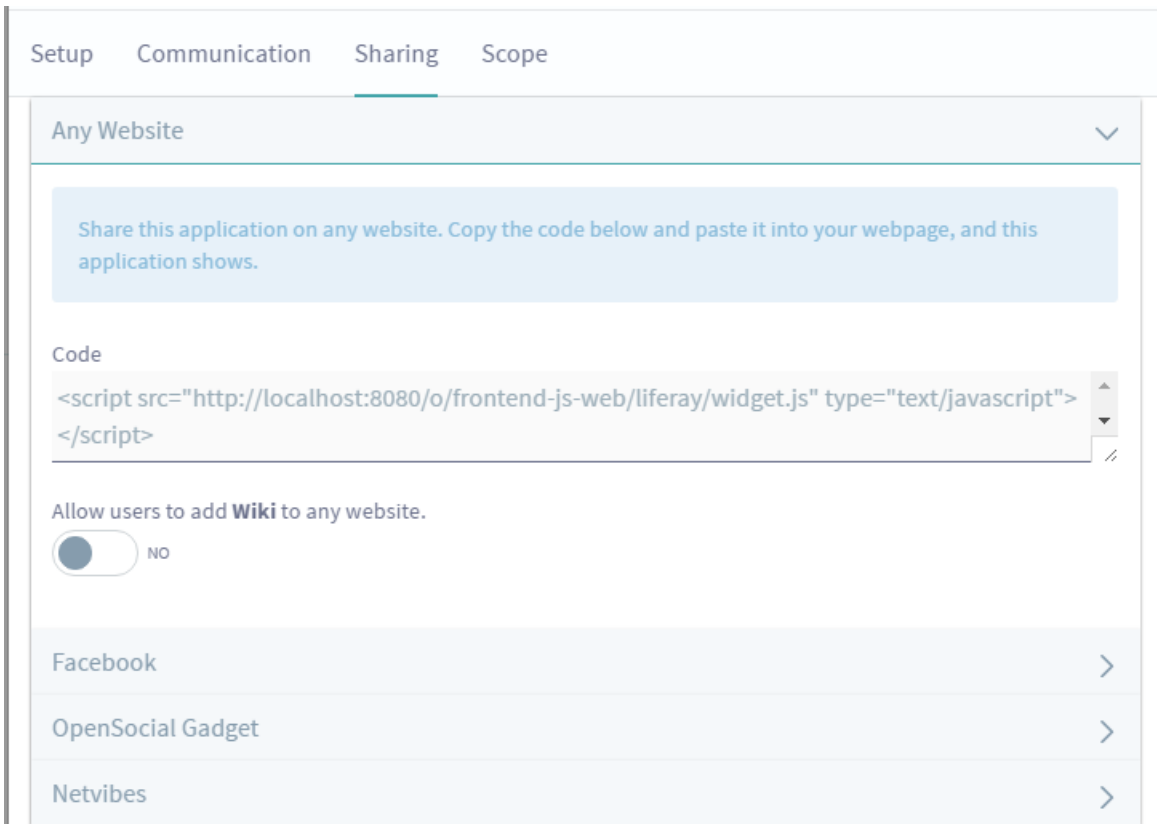 Setup Communication Sharing Scope
Any Website
Share this application on any website. Copy the code below and paste it into your webpage, and this
application shows.
Code
<script src="http://localhost:8080/o/frontend-js-web/liferay/widget.js" type="text/javascript">
</script>
Allow users to add Wiki to any website.
NO
Facebook
OpenSocial Gadget
Netvibes